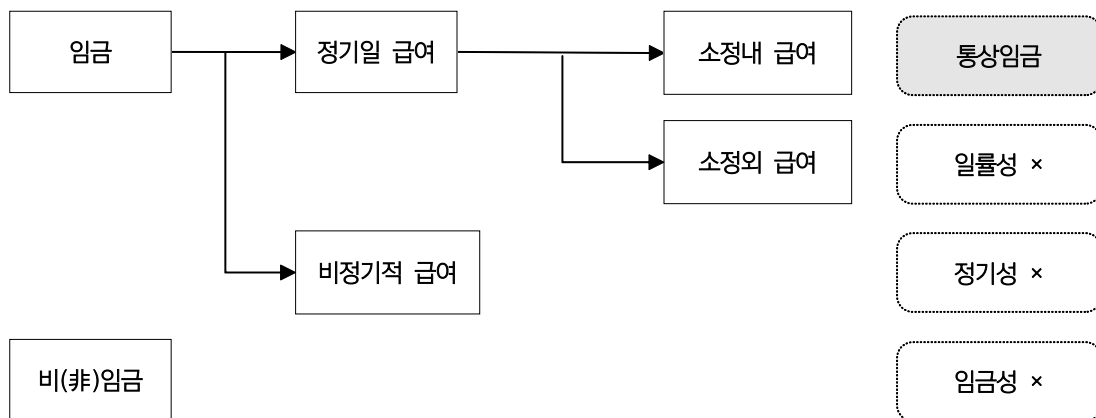 임금
정기일 급여
소정내 급여
통상임금
소정외 급여
일률성 ×
비정기적 급여
정기성 ×
비(非)임금
임금성 ×